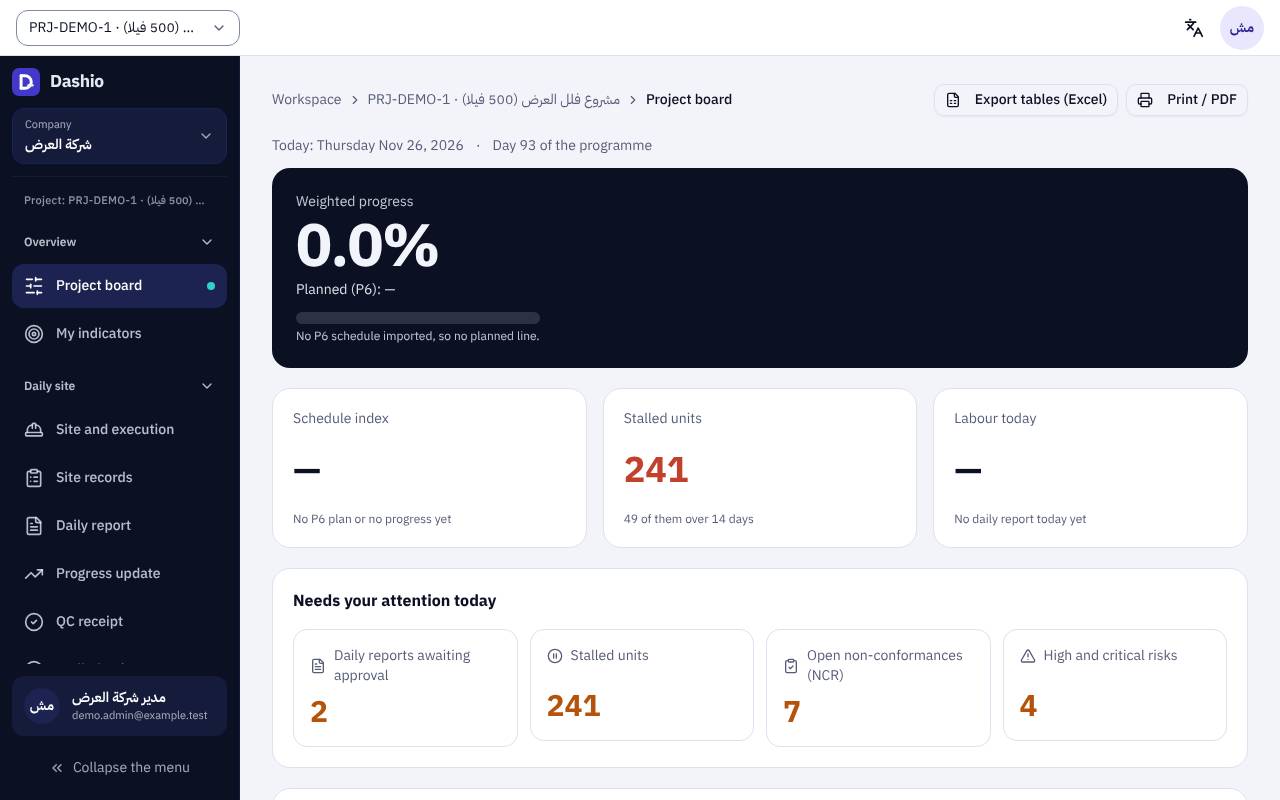 PRJ-DEMO-1 · (500 فيلا) ...
مش
Dashio
Company
شركة العرض
Project: PRJ-DEMO-1 · (500 فيلا) ...
Overview
Project board
My indicators
Daily site
Site and execution
Site records
Daily report
Progress update
QC receipt
مش
مدير شركة العرض
demo.admin@example.test
Collapse the menu
Workspace > PRJ-DEMO-1 · مشروع فلل العرض (500 فيلا) > Project board
Export tables (Excel)
Print / PDF
Today: Thursday Nov 26, 2026 · Day 93 of the programme
Weighted progress
0.0%
Planned (P6): —
No P6 schedule imported, so no planned line.
Schedule index
—
No P6 plan or no progress yet
Stalled units
241
49 of them over 14 days
Labour today
—
No daily report today yet
Needs your attention today
Daily reports awaiting
approval
2
Stalled units
241
Open non-conformances
(NCR)
7
High and critical risks
4